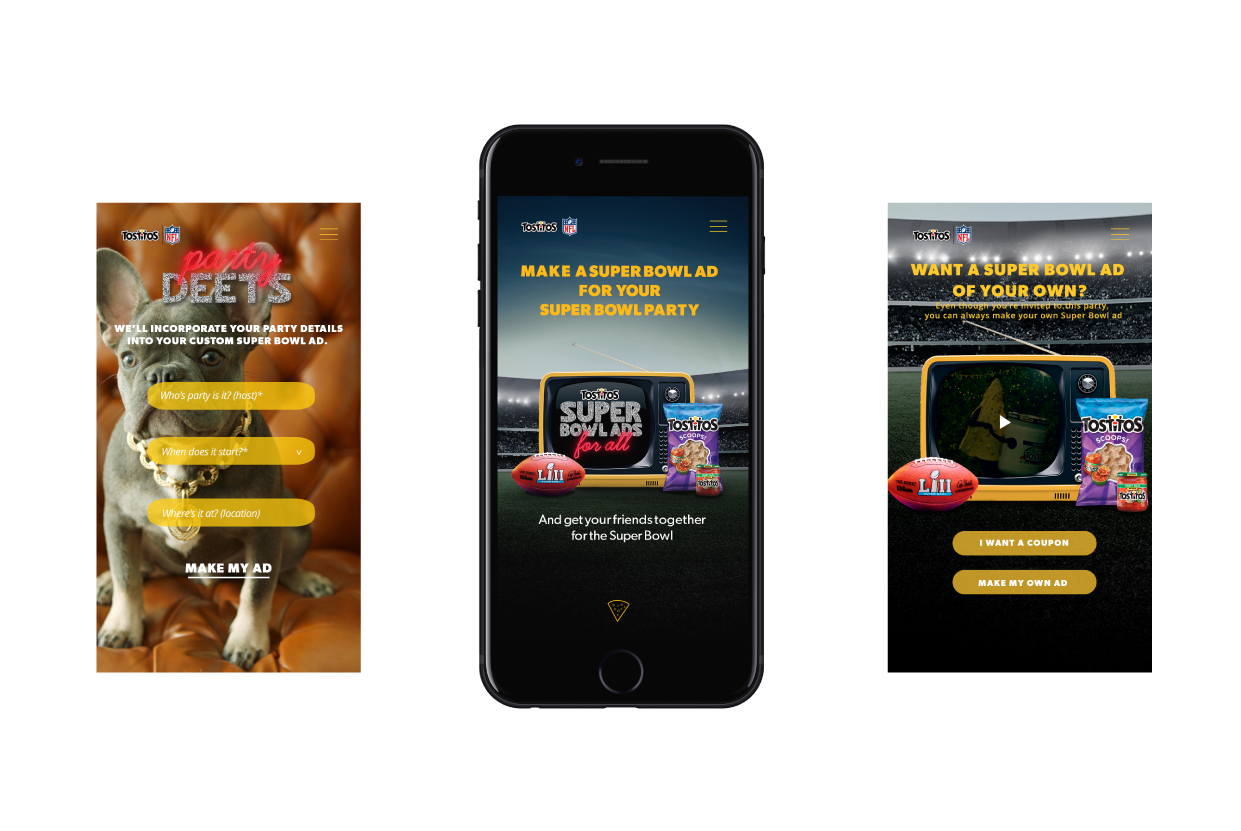 TOSTITOS NFL
party
DEETS
WE'LL INCORPORATE YOUR PARTY DETAILS
INTO YOUR CUSTOM SUPER BOWL AD.
Who's party is it? (host)*
When does it start?* v
Where's it at? (location)
MAKE MY AD
TOSTITOS NFL
MAKE A SUPER BOWL AD
FOR YOUR
SUPER BOWL PARTY
TOSTITOS
SUPER
BOWL ADS
for all
TOSTITOS
SCOOPS!
LIII
TOSTITOS
And get your friends together
for the Super Bowl
TOSTITOS NFL
WANT A SUPER BOWL AD
OF YOUR OWN?
Even though you're invited to this party,
you can always make your own Super Bowl ad
TOSTITOS
SCOOPS!
LIII
TOSTITOS
I WANT A COUPON
MAKE MY OWN AD